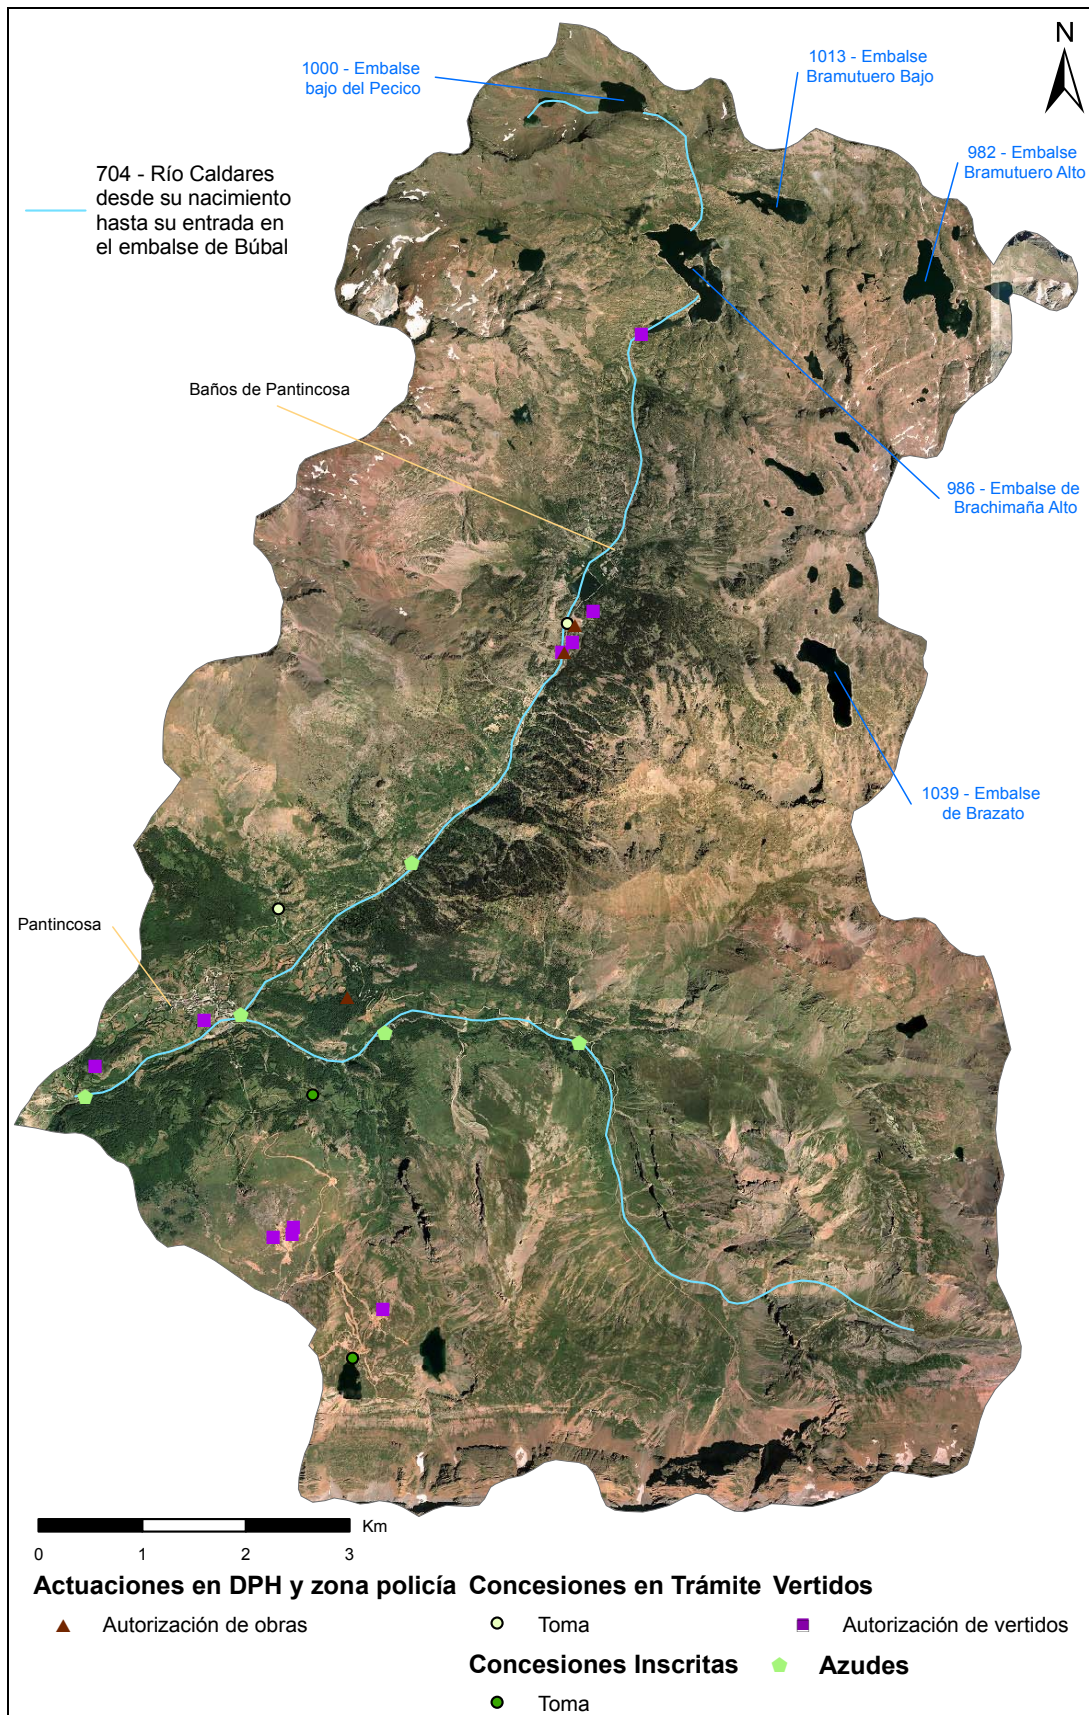 N
1000 - Embalse
bajo del Pecico
1013 - Embalse
Bramutuero Bajo
982 - Embalse
Bramutuero Alto
704 - Río Caldares
desde su nacimiento
hasta su entrada en
el embalse de Búbal
Baños de Pantincosa
986 - Embalse de
Brachimaña Alto
1039 - Embalse
de Brazato
Pantincosa
Km
0 1 2 3
Actuaciones en DPH y zona policía
Autorización de obras
Concesiones en Trámite
Toma
Concesiones Inscritas
Toma
Vertidos
Autorización de vertidos
Azudes